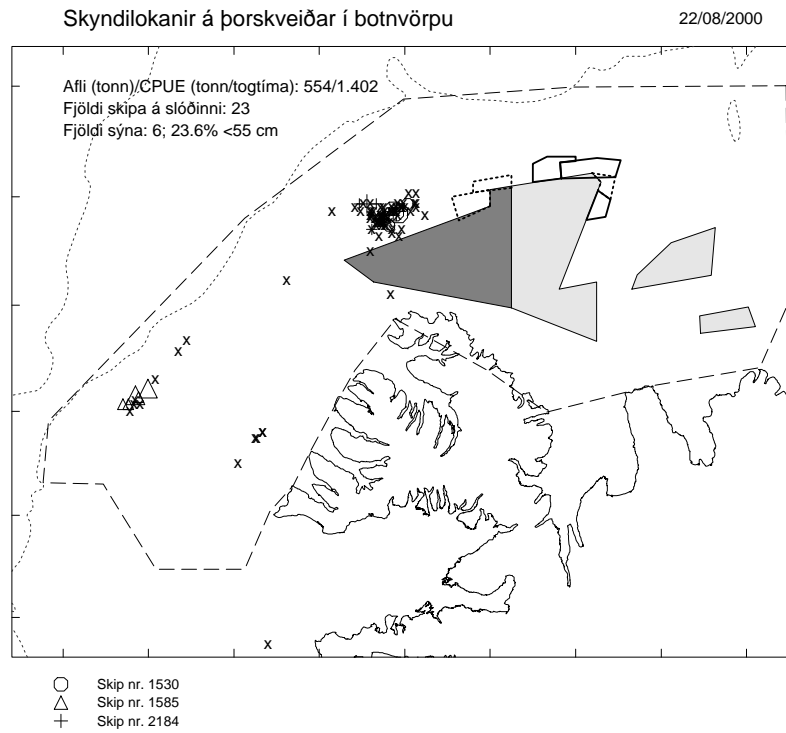 Skyndilokanir á þorskveiðar í botnvörpu
22/08/2000
Afli (tonn)/CPUE (tonn/togtíma): 554/1.402
Fjöldi skipa á slóðinni: 23
Fjöldi sýna: 6; 23.6% <55 cm
Skip nr. 1530
Skip nr. 1585
Skip nr. 2184